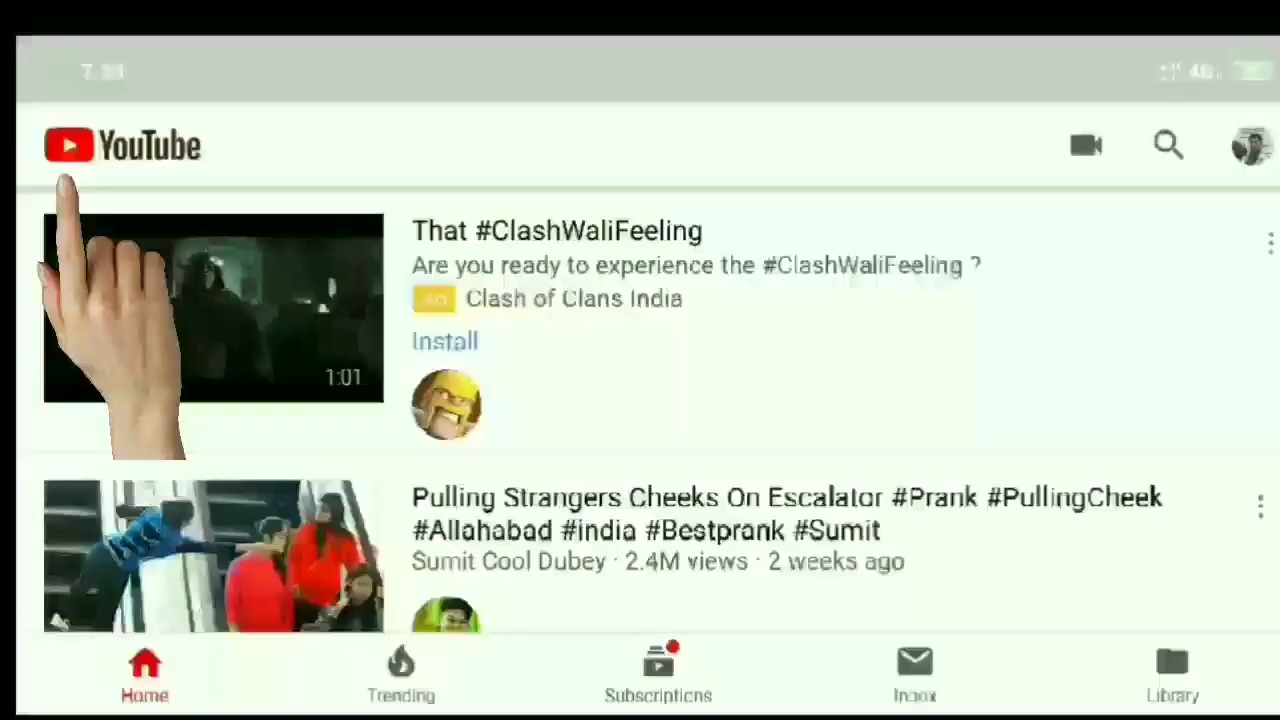 YouTube
That #ClashWaliFeeling
Are you ready to experience the #ClashWaliFeeling ?
Clash of Clans India
Install
1:01
Pulling Strangers Cheeks On Escalator #Prank #PullingCheek
#Allahabad #india #Bestprank #Sumit
Sumit Cool Dubey · 2.4M views · 2 weeks ago
Home Trending Subscriptions Inbox Library